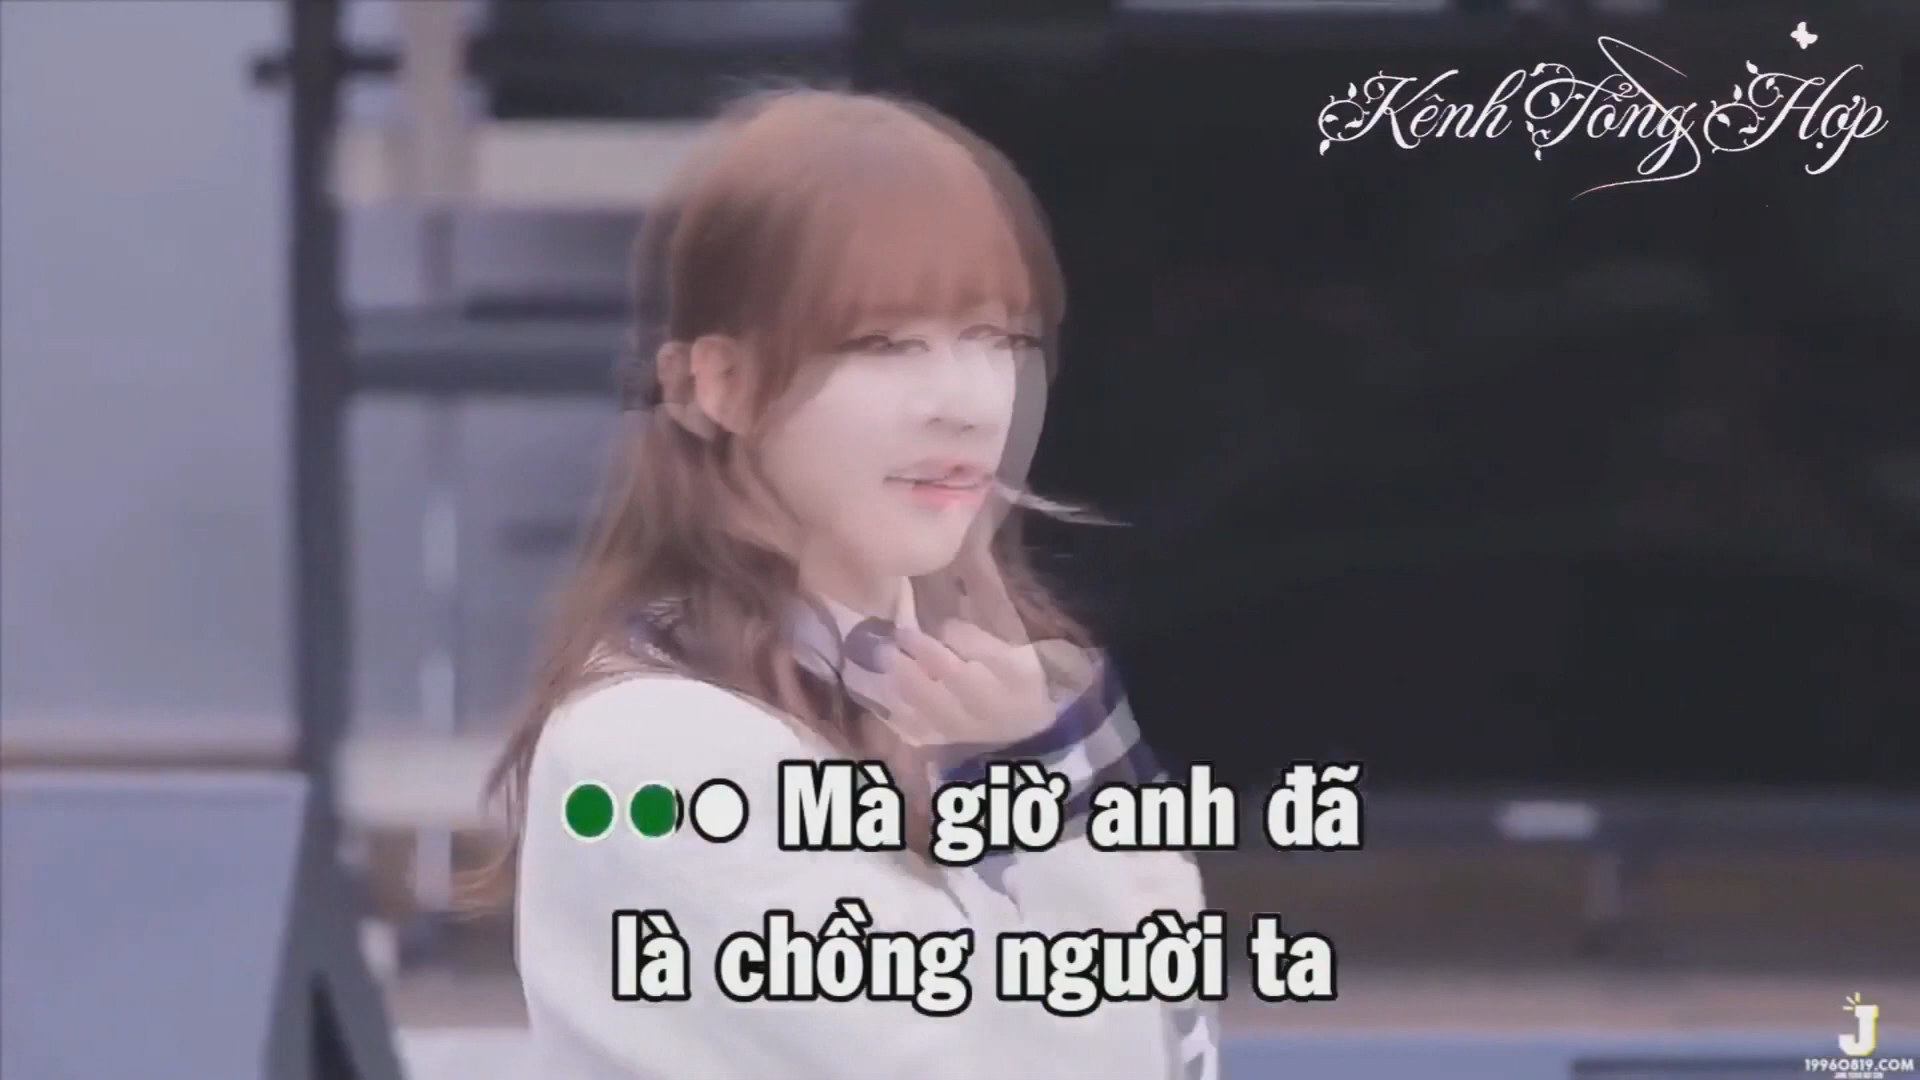 Kênh Tổng Hợp
Mà giờ anh đã
là chồng người ta
J
19960819.COM